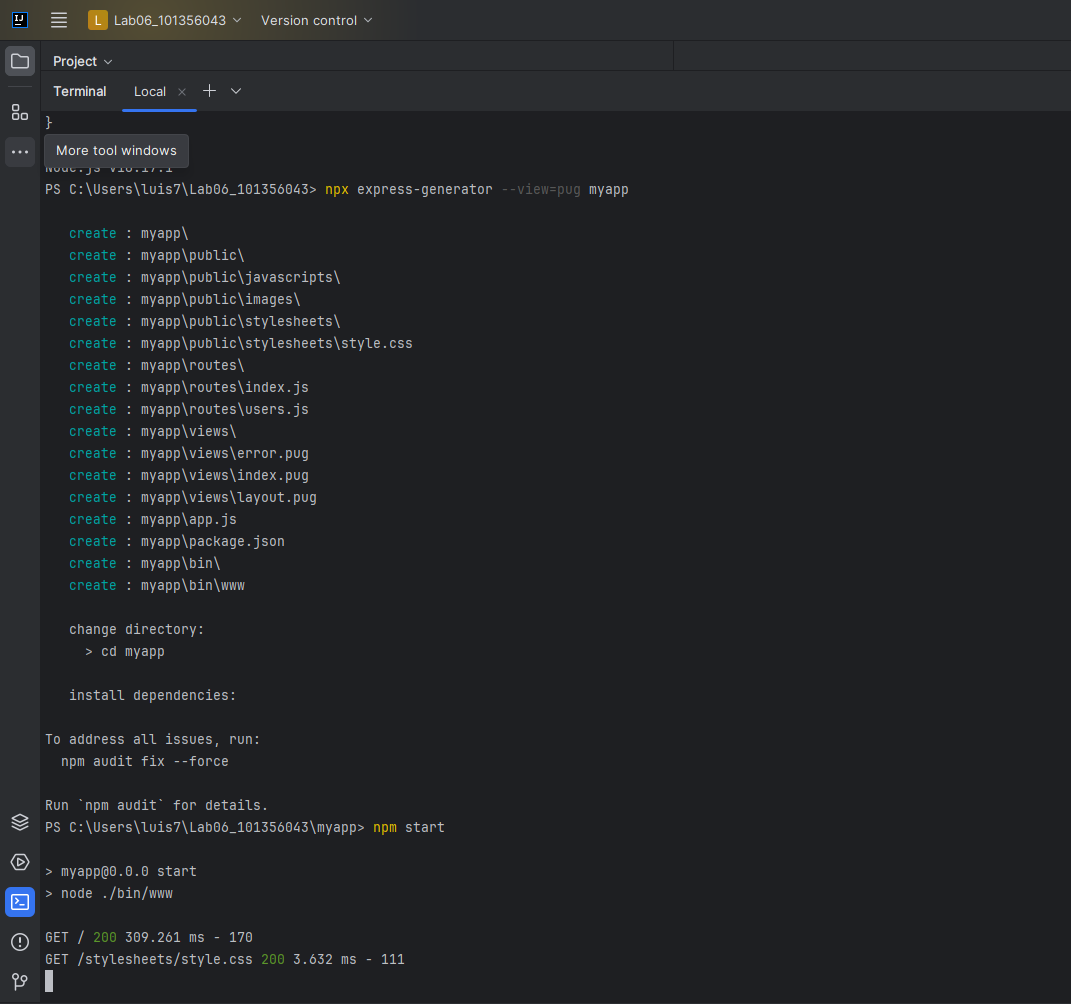 L Lab06_101356043 Version control
Project
Terminal Local
}
More tool windows
Node.js v18.17.1
PS C:\Users\luis7\Lab06_101356043> npx express-generator --view=pug myapp
create : myapp\
create : myapp\public\
create : myapp\public\javascripts\
create : myapp\public\images\
create : myapp\public\stylesheets\
create : myapp\public\stylesheets\style.css
create : myapp\routes\
create : myapp\routes\index.js
create : myapp\routes\users.js
create : myapp\views\
create : myapp\views\error.pug
create : myapp\views\index.pug
create : myapp\views\layout.pug
create : myapp\app.js
create : myapp\package.json
create : myapp\bin\
create : myapp\bin\www
change directory:
> cd myapp
install dependencies:
To address all issues, run:
npm audit fix --force
Run `npm audit` for details.
PS C:\Users\luis7\Lab06_101356043\myapp> npm start
> myapp@0.0.0 start
> node ./bin/www
GET / 200 309.261 ms - 170
GET /stylesheets/style.css 200 3.632 ms - 111